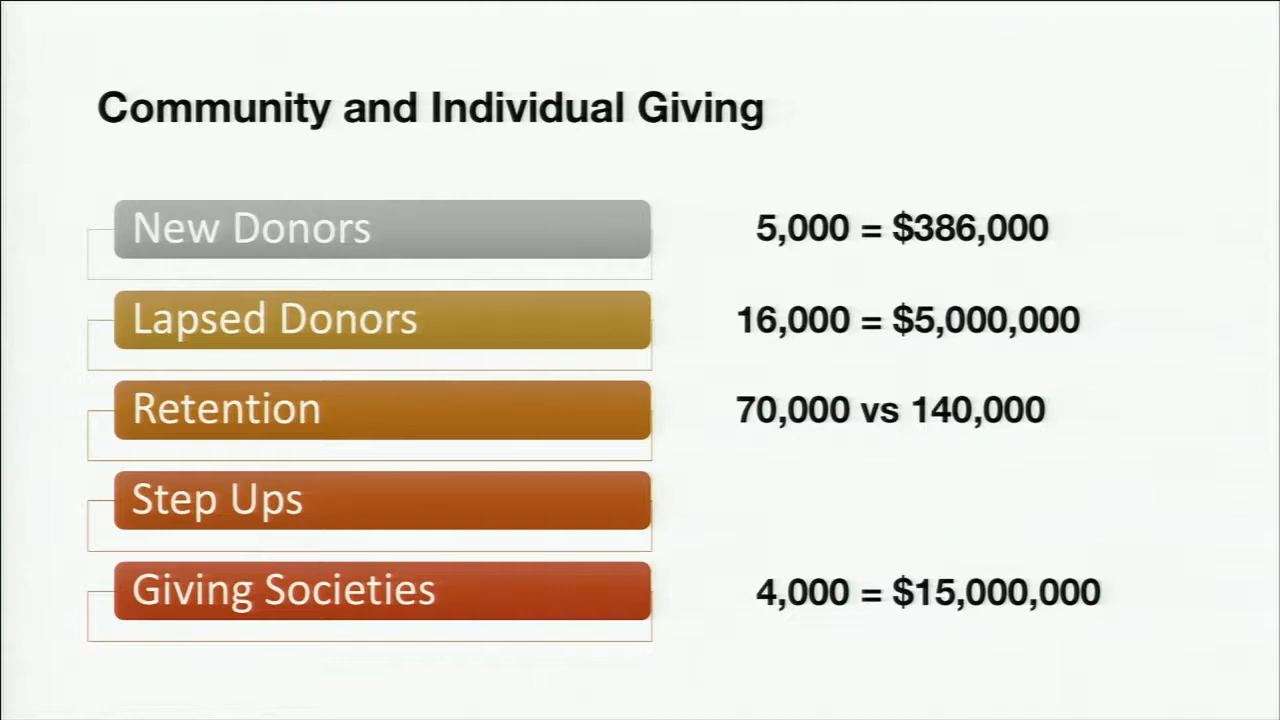 Community and Individual Giving
New Donors 5,000 = $386,000
Lapsed Donors 16,000 = $5,000,000
Retention 70,000 vs 140,000
Step Ups
Giving Societies 4,000 = $15,000,000